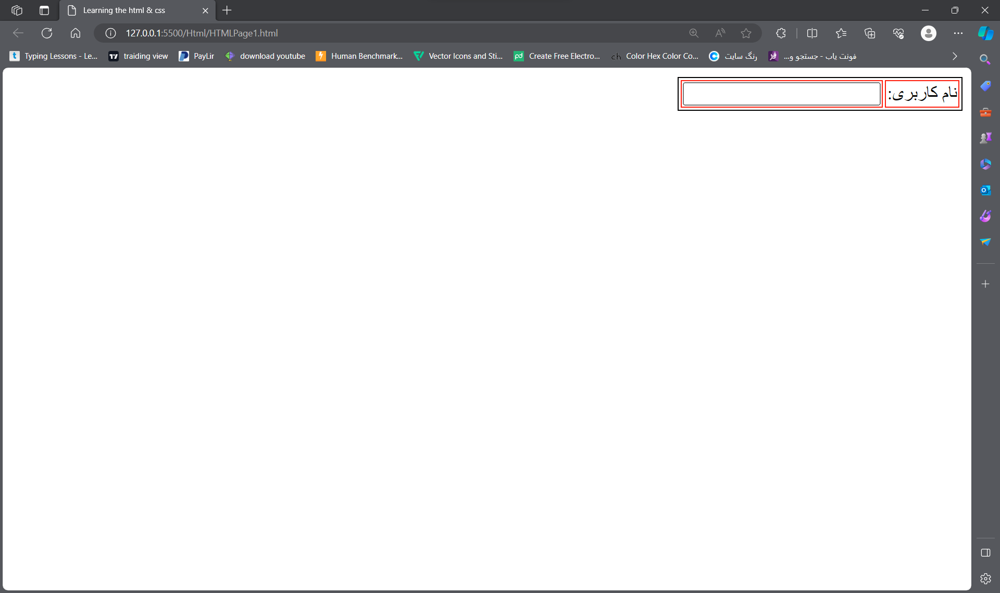 Learning the html & css
127.0.0.1:5500/Html/HTMLPage1.html
Typing Lessons - Le... traiding view PayLir download youtube Human Benchmark... Vector Icons and Sti... Create Free Electro... Color Hex Color Co... رنگ سایت فونت یاب - جستجو و...
نام کاربری: